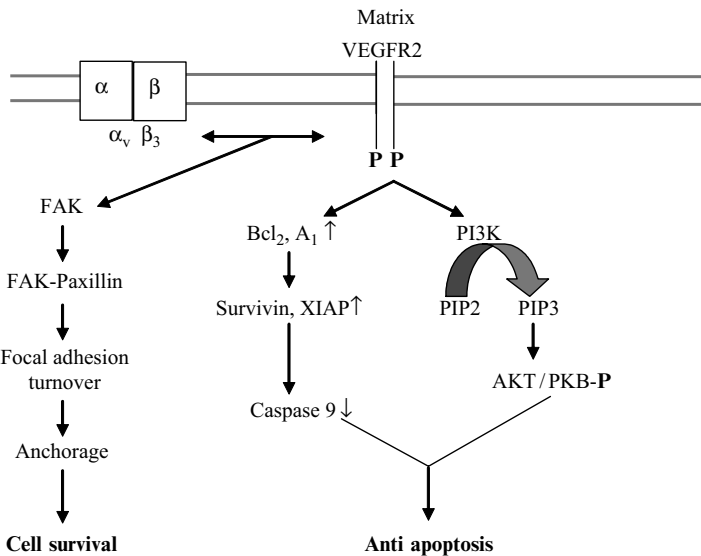 Matrix
VEGFR2
α β
αᵥ β₃
P P
FAK
Bcl₂, A₁ ↑
PI3K
FAK-Paxillin
Survivin, XIAP↑
PIP2 PIP3
Focal adhesion
turnover
AKT/PKB-P
Caspase 9↓
Anchorage
Cell survival
Anti apoptosis